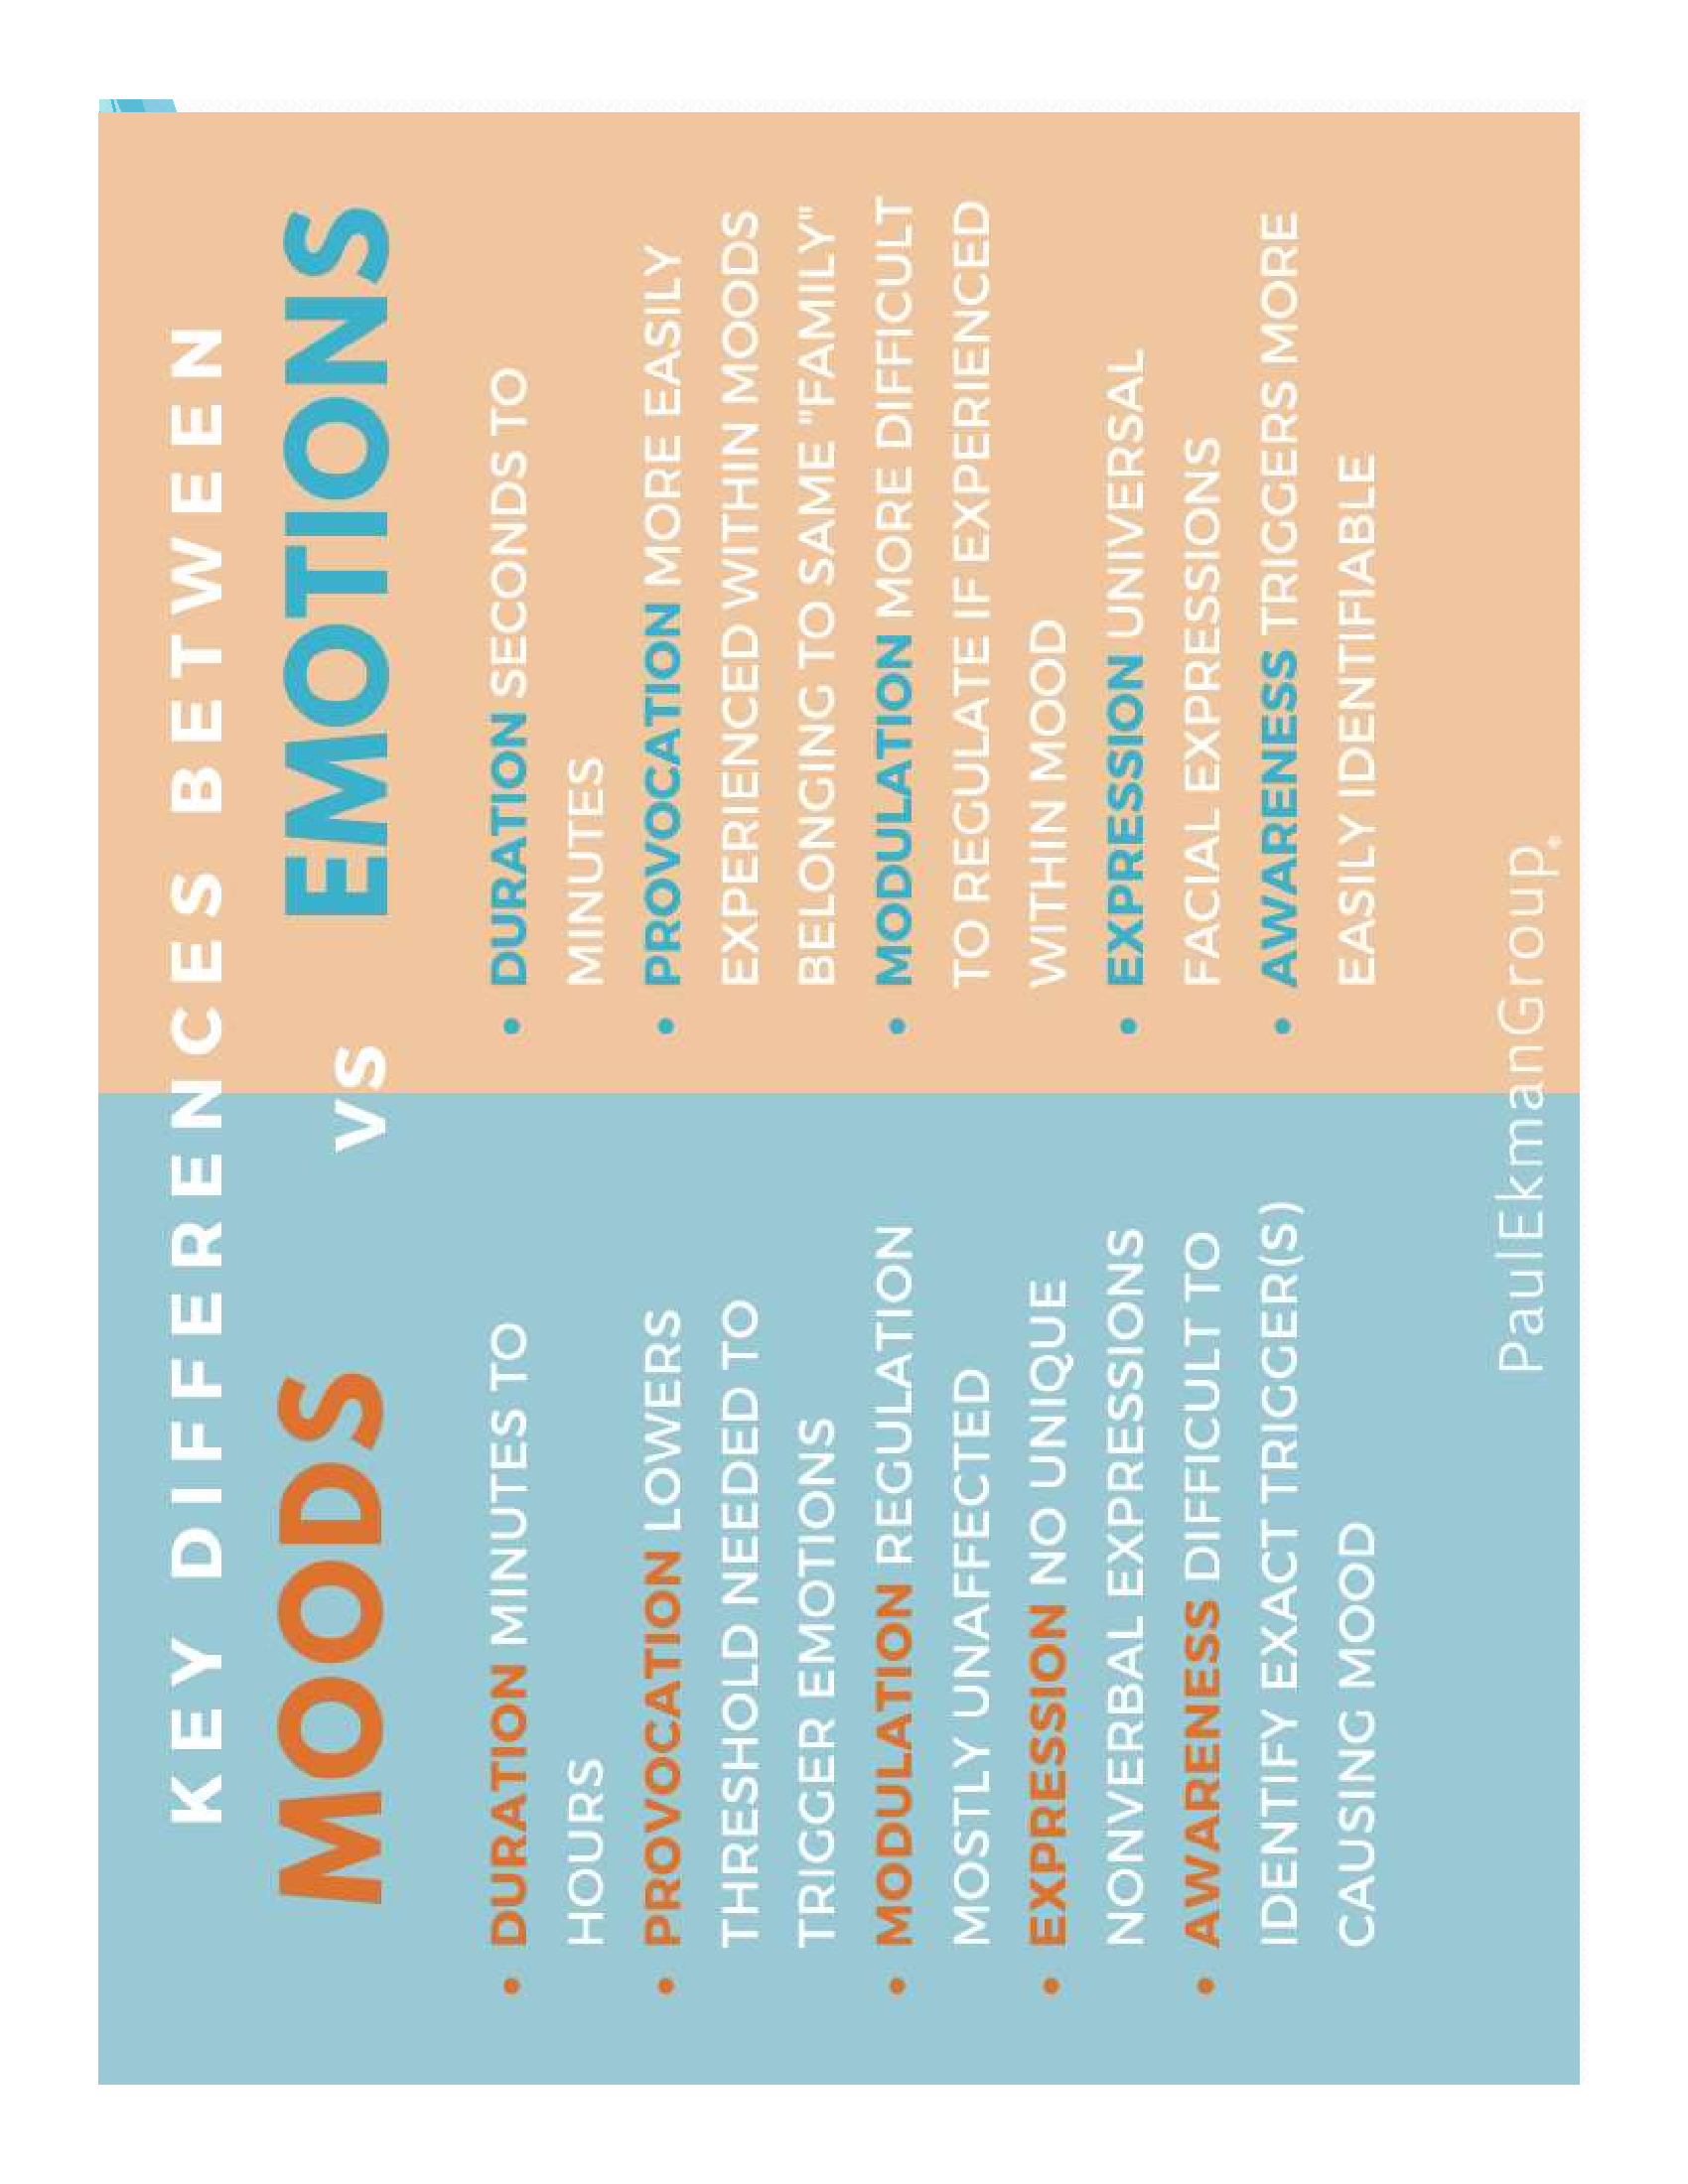 KEY DIFFERENCES BETWEEN
MOODS vs EMOTIONS
• DURATION MINUTES TO
HOURS
• PROVOCATION LOWERS
THRESHOLD NEEDED TO
TRIGGER EMOTIONS
• MODULATION REGULATION
MOSTLY UNAFFECTED
• EXPRESSION NO UNIQUE
NONVERBAL EXPRESSIONS
• AWARENESS DIFFICULT TO
IDENTIFY EXACT TRIGGER(S)
CAUSING MOOD
• DURATION SECONDS TO
MINUTES
• PROVOCATION MORE EASILY
EXPERIENCED WITHIN MOODS
BELONGING TO SAME "FAMILY"
• MODULATION MORE DIFFICULT
TO REGULATE IF EXPERIENCED
WITHIN MOOD
• EXPRESSION UNIVERSAL
FACIAL EXPRESSIONS
• AWARENESS TRIGGERS MORE
EASILY IDENTIFIABLE
PaulEkmanGroup®